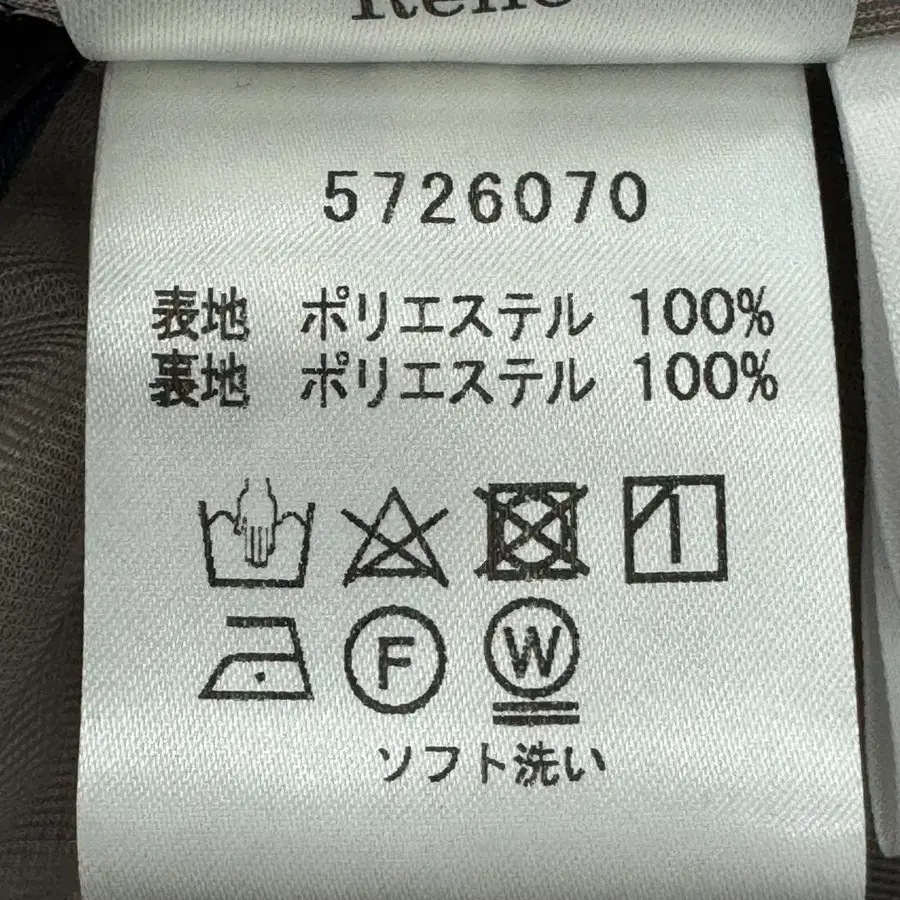 René
5726070
表地 ポリエステル 100%
裏地 ポリエステル 100%
F
W
ソフト洗い